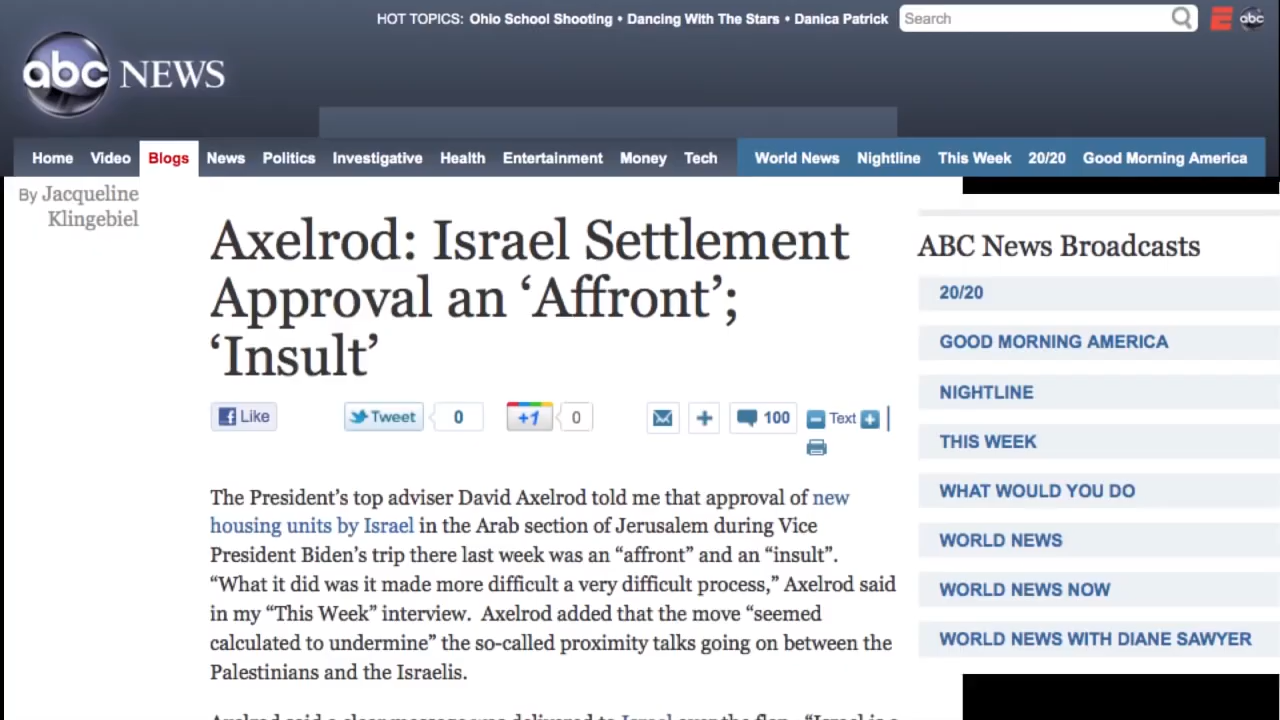 HOT TOPICS: Ohio School Shooting • Dancing With The Stars • Danica Patrick
Search
E
abc
abc NEWS
Home Video Blogs News Politics Investigative Health Entertainment Money Tech World News Nightline This Week 20/20 Good Morning America
By Jacqueline
Klingebiel
Axelrod: Israel Settlement
Approval an ‘Affront’;
‘Insult’
Like
Tweet 0
+1 0
100
Text
The President’s top adviser David Axelrod told me that approval of new
housing units by Israel in the Arab section of Jerusalem during Vice
President Biden’s trip there last week was an “affront” and an “insult”.
“What it did was it made more difficult a very difficult process,” Axelrod said
in my “This Week” interview.  Axelrod added that the move “seemed
calculated to undermine” the so-called proximity talks going on between the
Palestinians and the Israelis.
ABC News Broadcasts
20/20
GOOD MORNING AMERICA
NIGHTLINE
THIS WEEK
WHAT WOULD YOU DO
WORLD NEWS
WORLD NEWS NOW
WORLD NEWS WITH DIANE SAWYER